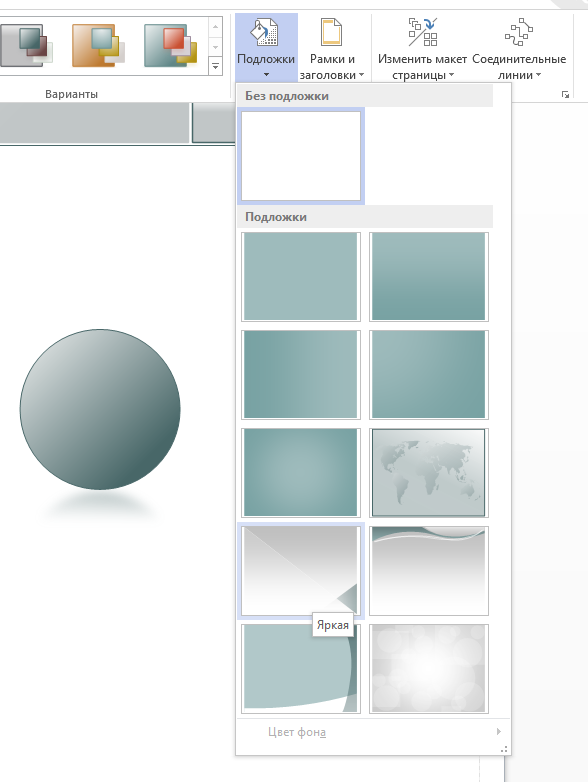 Подложки
Рамки и
заголовки
Изменить макет
страницы
Соединительные
линии
Варианты
Без подложки
Подложки
Яркая
Цвет фона